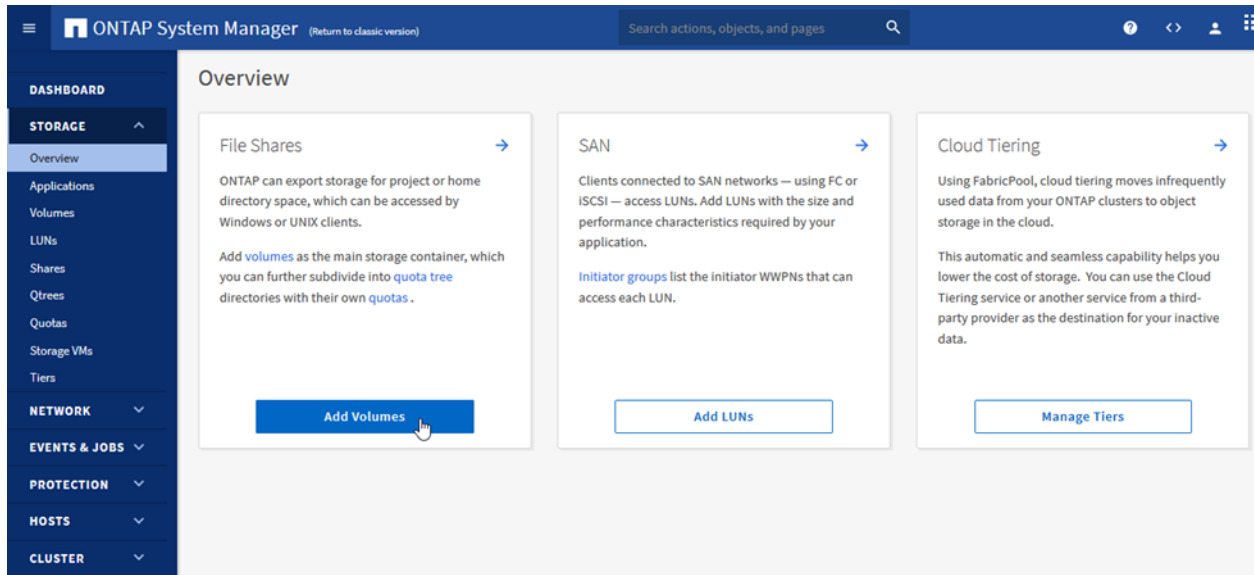 ONTAP System Manager (Return to classic version)
Search actions, objects, and pages
DASHBOARD
STORAGE
Overview
Applications
Volumes
LUNs
Shares
Qtrees
Quotas
Storage VMs
Tiers
NETWORK
EVENTS & JOBS
PROTECTION
HOSTS
CLUSTER
Overview
File Shares
ONTAP can export storage for project or home
directory space, which can be accessed by
Windows or UNIX clients.
Add volumes as the main storage container, which
you can further subdivide into quota tree
directories with their own quotas .
Add Volumes
SAN
Clients connected to SAN networks — using FC or
iSCSI — access LUNs. Add LUNs with the size and
performance characteristics required by your
application.
Initiator groups list the initiator WWPNs that can
access each LUN.
Add LUNs
Cloud Tiering
Using FabricPool, cloud tiering moves infrequently
used data from your ONTAP clusters to object
storage in the cloud.
This automatic and seamless capability helps you
lower the cost of storage. You can use the Cloud
Tiering service or another service from a third-
party provider as the destination for your inactive
data.
Manage Tiers